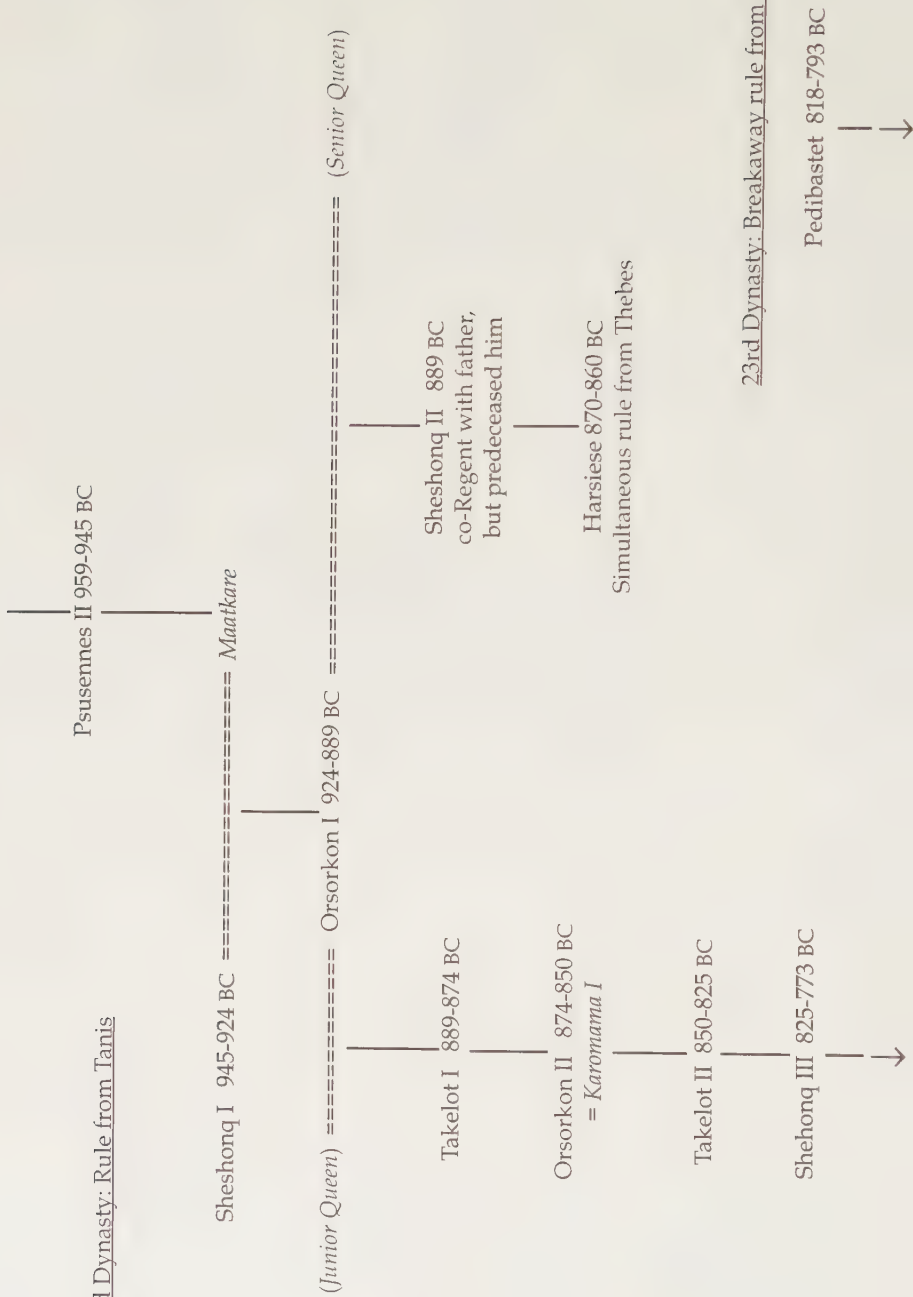 Psusennes II 959-945 BC
d Dynasty: Rule from Tanis
Sheshonq I 945-924 BC ==================== Maatkare
(Junior Queen) ============ Orsorkon I 924-889 BC ================================== (Senior Queen)
Takelot I 889-874 BC
Sheshonq II 889 BC
co-Regent with father,
but predeceased him
Orsorkon II 874-850 BC
= Karomama I
Harsiese 870-860 BC
Simultaneous rule from Thebes
Takelot II 850-825 BC
23rd Dynasty: Breakaway rule from
Shehonq III 825-773 BC
Pedibastet 818-793 BC